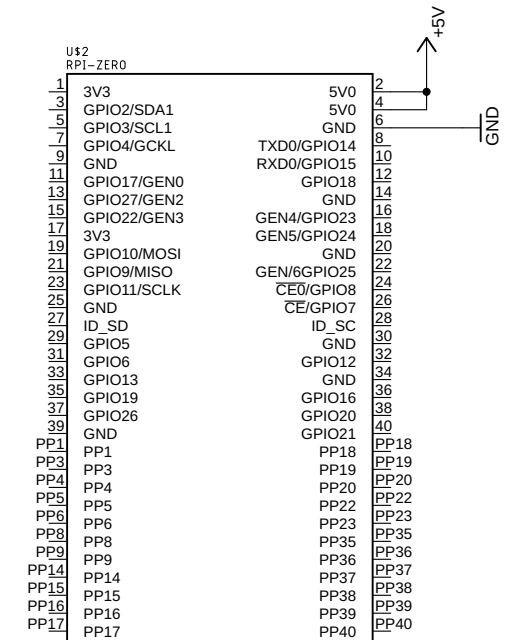 +5V
U$2
RPI-ZERO
1 3V3 5V0 2
3 GPIO2/SDA1 5V0 4
5 GPIO3/SCL1 GND 6 GND
7 GPIO4/GCKL TXD0/GPIO14 8
9 GND RXD0/GPIO15 10
11 GPIO17/GEN0 GPIO18 12
13 GPIO27/GEN2 GND 14
15 GPIO22/GEN3 GEN4/GPIO23 16
17 3V3 GEN5/GPIO24 18
19 GPIO10/MOSI GND 20
21 GPIO9/MISO GEN/6GPIO25 22
23 GPIO11/SCLK CE0/GPIO8 24
25 GND CE/GPIO7 26
27 ID_SD ID_SC 28
29 GPIO5 GND 30
31 GPIO6 GPIO12 32
33 GPIO13 GND 34
35 GPIO19 GPIO16 36
37 GPIO26 GPIO20 38
39 GND GPIO21 40
PP1 PP1 PP18 PP18
PP3 PP3 PP19 PP19
PP4 PP4 PP20 PP20
PP5 PP5 PP22 PP22
PP6 PP6 PP23 PP23
PP8 PP8 PP35 PP35
PP9 PP9 PP36 PP36
PP14 PP14 PP37 PP37
PP15 PP15 PP38 PP38
PP16 PP16 PP39 PP39
PP17 PP17 PP40 PP40